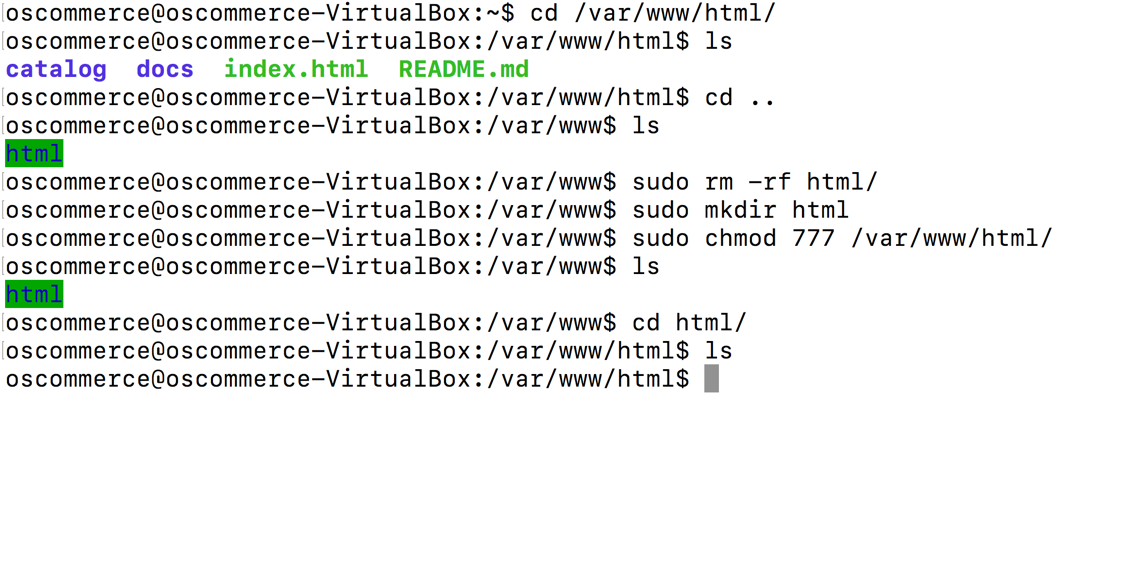 oscommerce@oscommerce-VirtualBox:~$ cd /var/www/html/
oscommerce@oscommerce-VirtualBox:/var/www/html$ ls
catalog  docs  index.html  README.md
oscommerce@oscommerce-VirtualBox:/var/www/html$ cd ..
oscommerce@oscommerce-VirtualBox:/var/www$ ls
html
oscommerce@oscommerce-VirtualBox:/var/www$ sudo rm -rf html/
oscommerce@oscommerce-VirtualBox:/var/www$ sudo mkdir html
oscommerce@oscommerce-VirtualBox:/var/www$ sudo chmod 777 /var/www/html/
oscommerce@oscommerce-VirtualBox:/var/www$ ls
html
oscommerce@oscommerce-VirtualBox:/var/www$ cd html/
oscommerce@oscommerce-VirtualBox:/var/www/html$ ls
oscommerce@oscommerce-VirtualBox:/var/www/html$